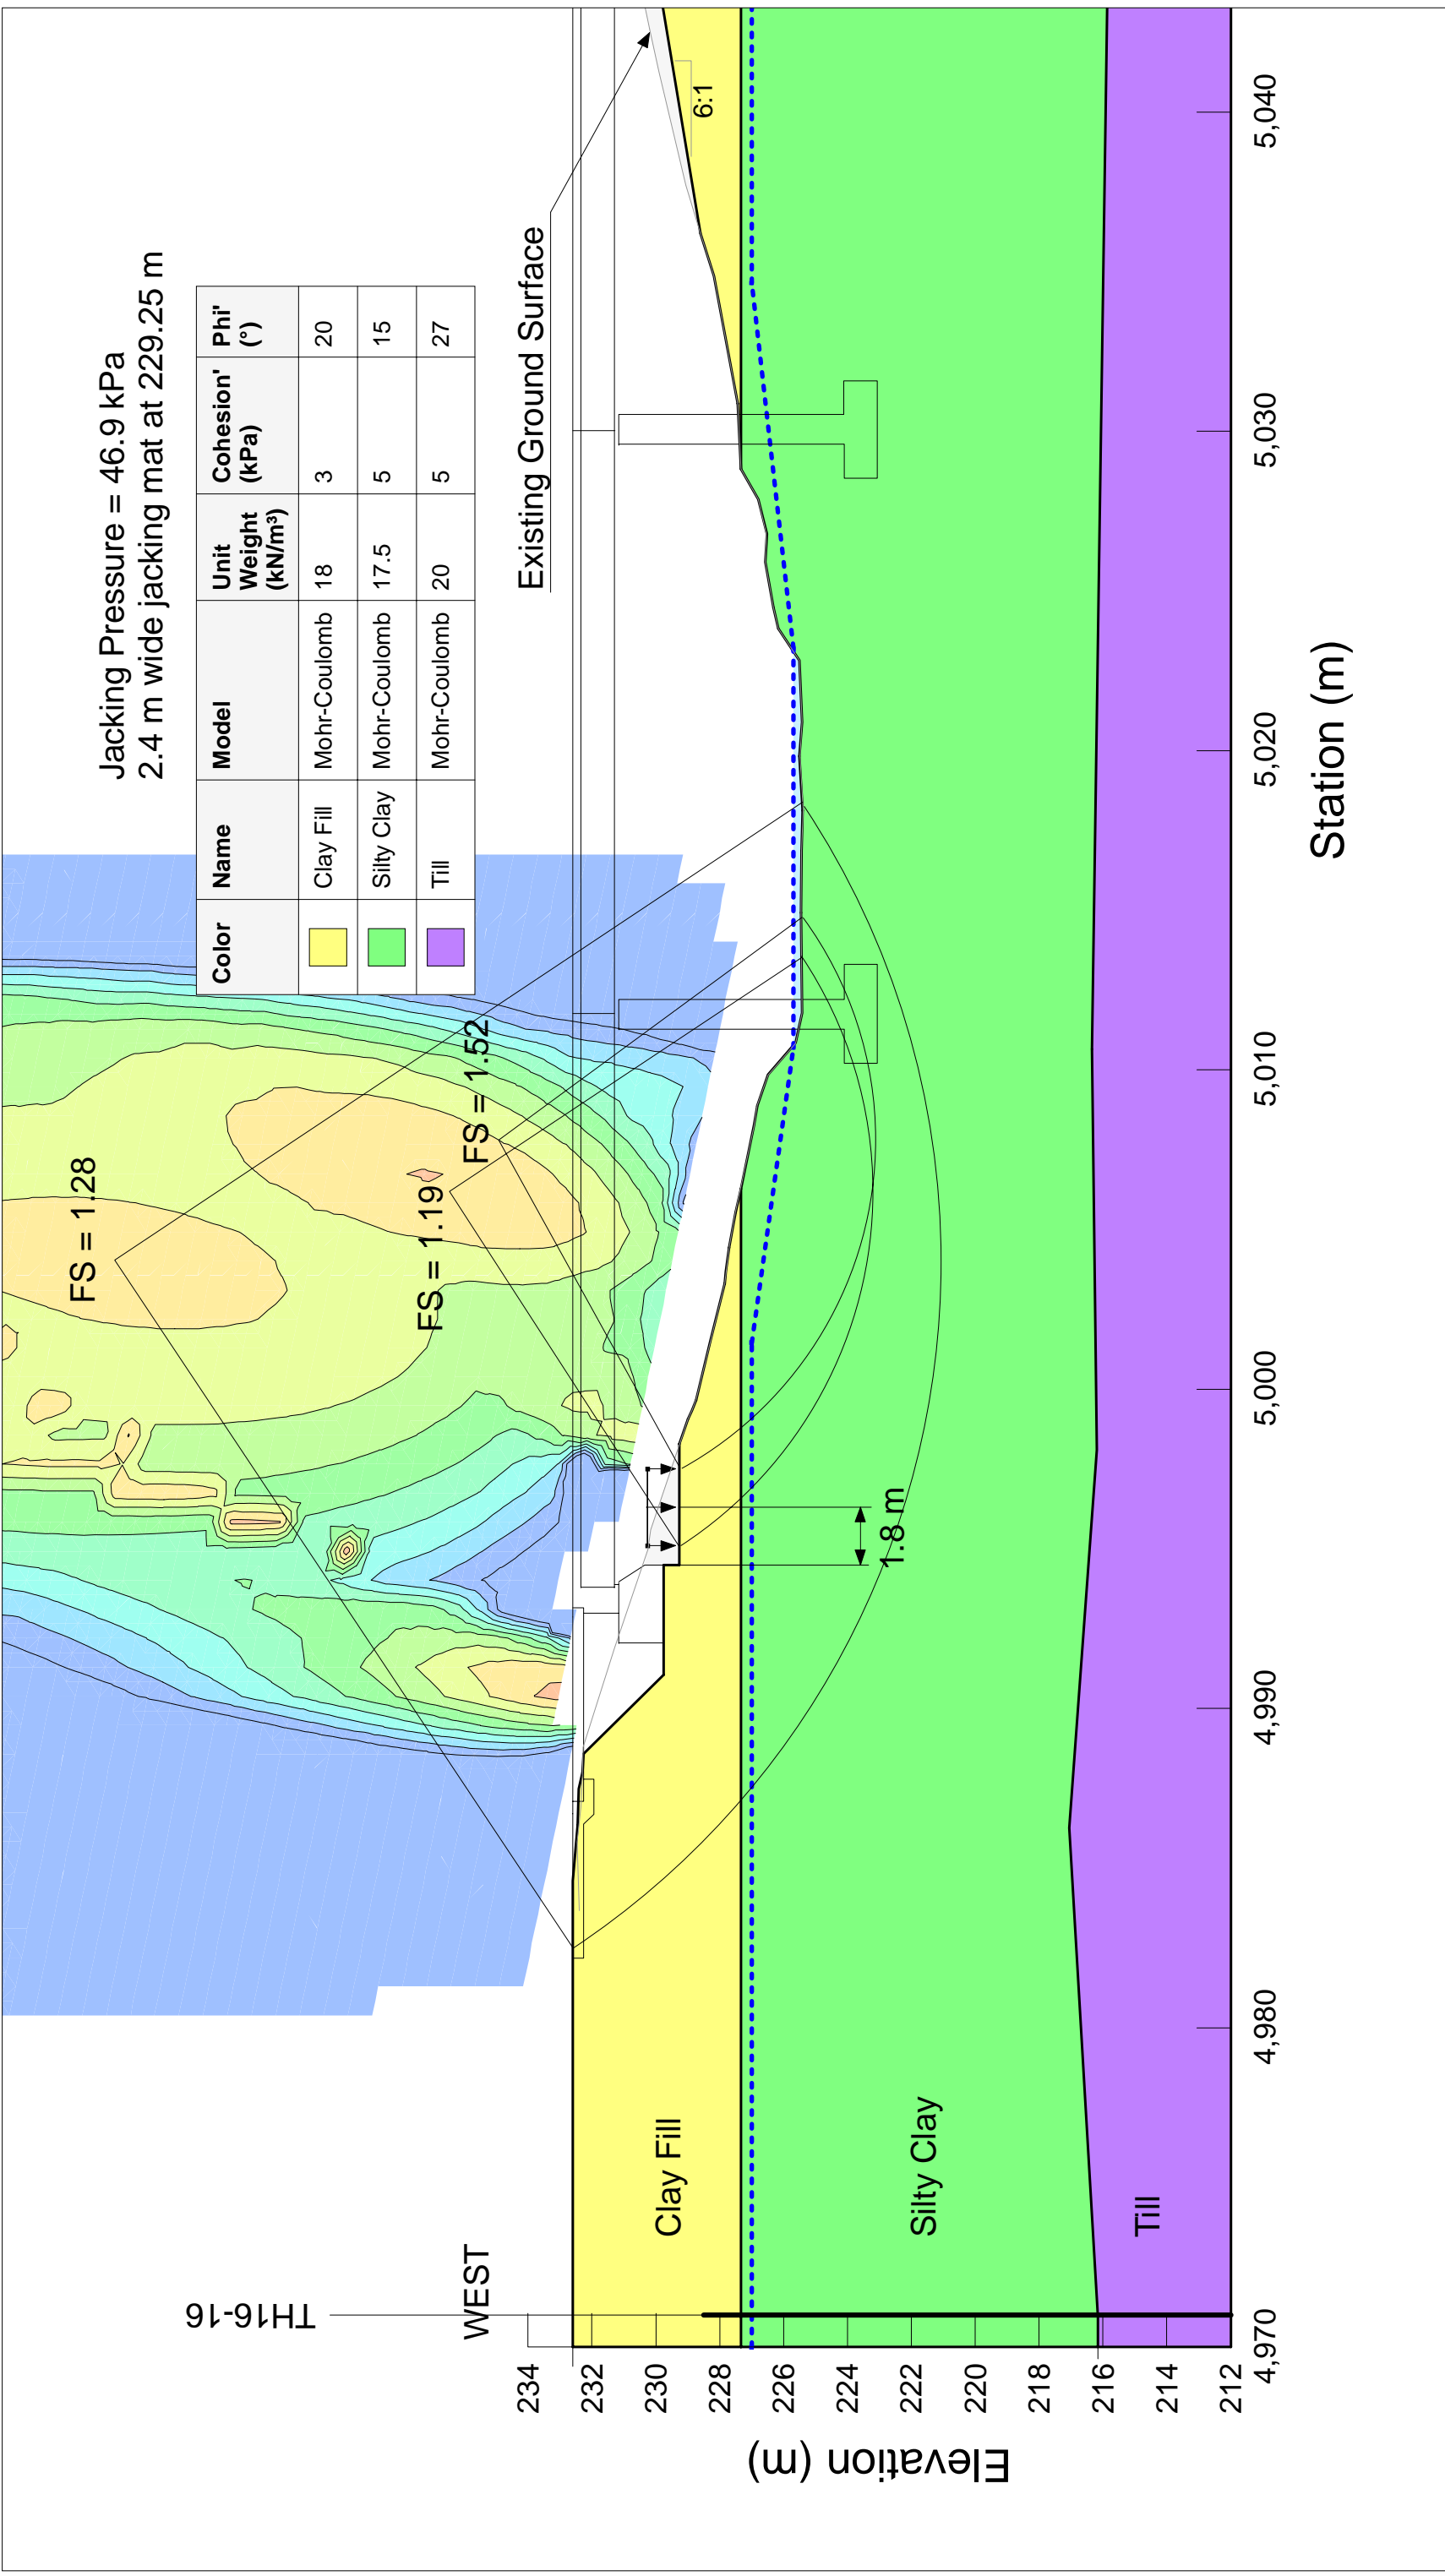 Jacking Pressure = 46.9 kPa
2.4 m wide jacking mat at 229.25 m
Color Name Model Unit Weight (kN/m³) Cohesion' (kPa) Phi' (°)
Clay Fill Mohr-Coulomb 18 3 20
Silty Clay Mohr-Coulomb 17.5 5 15
Till Mohr-Coulomb 20 5 27
TH16-16
WEST
FS = 1.28
FS = 1.19
FS = 1.52
Existing Ground Surface
6:1
1.8 m
Clay Fill
Silty Clay
Till
Elevation (m)
234
232
230
228
226
224
222
220
218
216
214
212
4,970 4,980 4,990 5,000 5,010 5,020 5,030 5,040
Station (m)